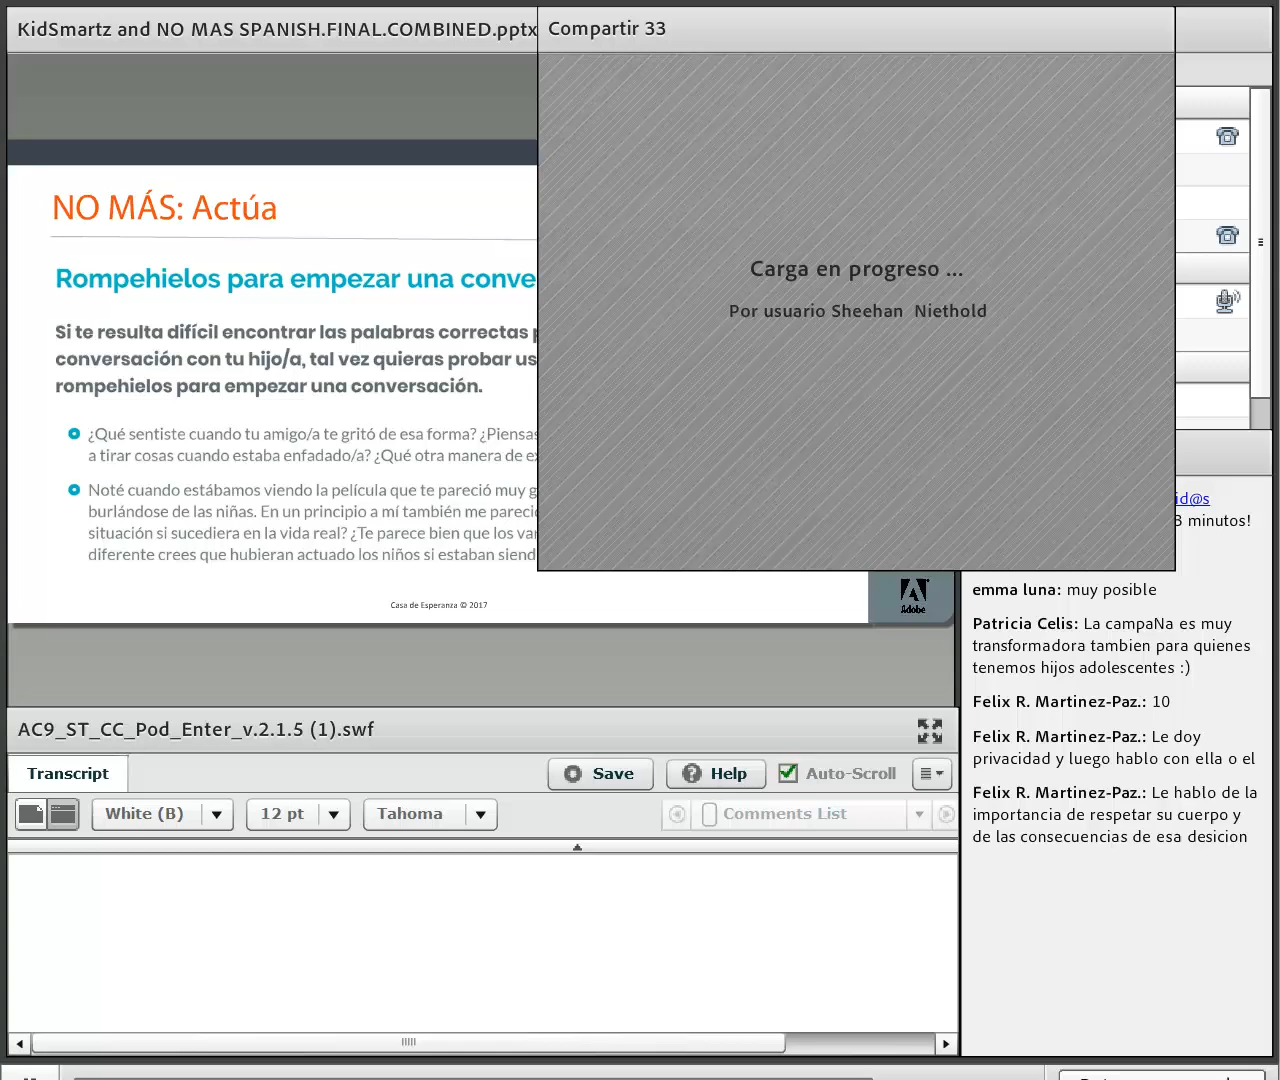 KidSmartz and NO MAS SPANISH.FINAL.COMBINED.pptx
Compartir 33
Carga en progreso ...
Por usuario Sheehan Niethold
NO MÁS: Actúa
Rompehielos para empezar una conve
Si te resulta difícil encontrar las palabras correctas
conversación con tu hijo/a, tal vez quieras probar us
rompehielos para empezar una conversación.
¿Qué sentiste cuando tu amigo/a te gritó de esa forma? ¿Piensas
a tirar cosas cuando estaba enfadado/a? ¿Qué otra manera de e
Noté cuando estábamos viendo la película que te pareció muy g
burlándose de las niñas. En un principio a mí también me pareci
situación si sucediera en la vida real? ¿Te parece bien que los var
diferente crees que hubieran actuado los niños si estaban siend
Casa de Esperanza © 2017
Adobe
id@s
3 minutos!
emma luna: muy posible
Patricia Celis: La campaNa es muy
transformadora tambien para quienes
tenemos hijos adolescentes :)
Felix R. Martinez-Paz.: 10
Felix R. Martinez-Paz.: Le doy
privacidad y luego hablo con ella o el
Felix R. Martinez-Paz.: Le hablo de la
importancia de respetar su cuerpo y
de las consecuencias de esa desicion
AC9_ST_CC_Pod_Enter_v.2.1.5 (1).swf
Transcript
Save
Help
Auto-Scroll
White (B)
12 pt
Tahoma
Comments List